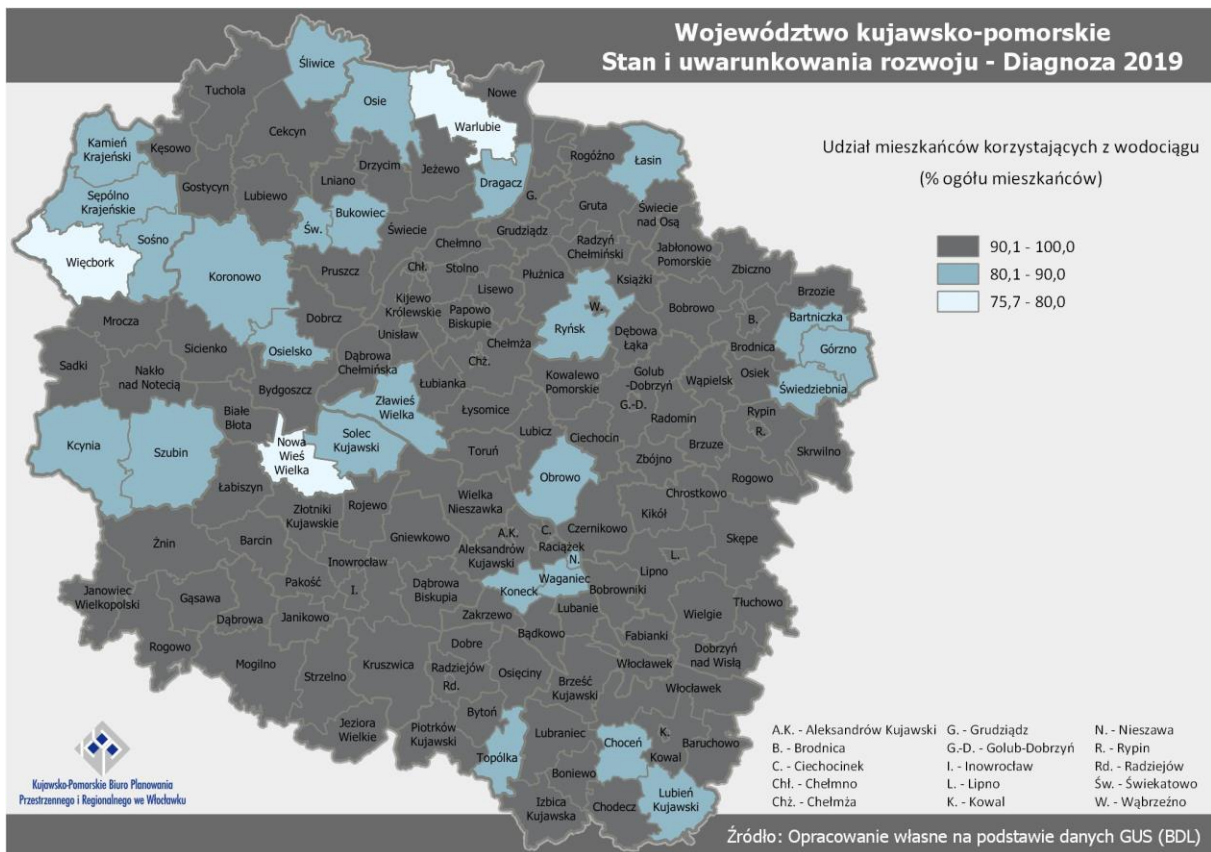 Województwo kujawsko-pomorskie
Stan i uwarunkowania rozwoju - Diagnoza 2019
Udział mieszkańców korzystających z wodociągu
(% ogółu mieszkańców)
90,1 - 100,0
80,1 - 90,0
75,7 - 80,0
Śliwice
Nowe
Tuchola
Osie
Warlubie
Cekcyn
Kamień
Krajeński
Kęsowo
Rogóźno
Łasin
Drzycim
Jeżewo
Lniano
Dragacz
Gostycyn
Lubiewo
G.
Sępólno
Krajeńskie
Gruta
Świecie
nad Osą
Bukowiec
Św.
Świecie
Grudziądz
Sośno
Chełmno
Radzyń
Chełmiński
Jabłonowo
Pomorskie
Więcbork
Koronowo
Pruszcz
Chł.
Stolno
Płużnica
Książki
Zbiczno
Lisewo
Brzozie
Kijewo
Królewskie
Papowo
Biskupie
W.
Bobrowo
Bartniczka
Mrocza
Dobrcz
Unisław
Ryńsk
Dębowa
Łąka
B.
Sicienko
Osielsko
Chełmża
Brodnica
Górzno
Sadki
Nakło
nad Notecią
Dąbrowa
Chełmińska
Chż.
Kowalewo
Pomorskie
Golub
-Dobrzyń
Wąpielsk
Osiek
Świedziebnia
Bydgoszcz
Łubianka
Zławieś
Wielka
Łysomice
G.-D.
Radomin
Rypin
R.
Białe
Błota
Solec
Kujawski
Lubicz
Ciechocin
Brzuze
Skrwilno
Kcynia
Szubin
Nowa
Wieś
Wielka
Toruń
Zbójno
Obrowo
Rogowo
Łabiszyn
Wielka
Nieszawka
Chrostkowo
Złotniki
Kujawskie
Rojewo
Kikół
Gniewkowo
A.K.
C.
Czernikowo
Skępe
Żnin
Barcin
Aleksandrów
Kujawski
Raciążek
Inowrocław
N.
L.
Lipno
Pakość
I.
Dąbrowa
Biskupia
Koneck
Waganiec
Bobrowniki
Janowiec
Wielkopolski
Gąsawa
Tłuchowo
Dąbrowa
Janikowo
Zakrzewo
Lubanie
Wielgie
Bądkowo
Fabianki
Rogowo
Dobre
Dobrzyń
nad Wisłą
Mogilno
Kruszwica
Radziejów
Rd.
Osięciny
Włocławek
Strzelno
Brześć
Kujawski
Włocławek
Bytoń
Jeziora
Wielkie
Piotrków
Kujawski
Lubraniec
K.
Topólka
Choceń
Kowal
Baruchowo
Boniewo
Izbica
Kujawska
Chodecz
Lubień
Kujawski
A.K. - Aleksandrów Kujawski
B. - Brodnica
C. - Ciechocinek
Chł. - Chełmno
Chż. - Chełmża
G. - Grudziądz
G.-D. - Golub-Dobrzyń
I. - Inowrocław
L. - Lipno
K. - Kowal
N. - Nieszawa
R. - Rypin
Rd. - Radziejów
Św. - Świekatowo
W. - Wąbrzeźno
Kujawsko-Pomorskie Biuro Planowania
Przestrzennego i Regionalnego we Włocławku
Źródło: Opracowanie własne na podstawie danych GUS (BDL)